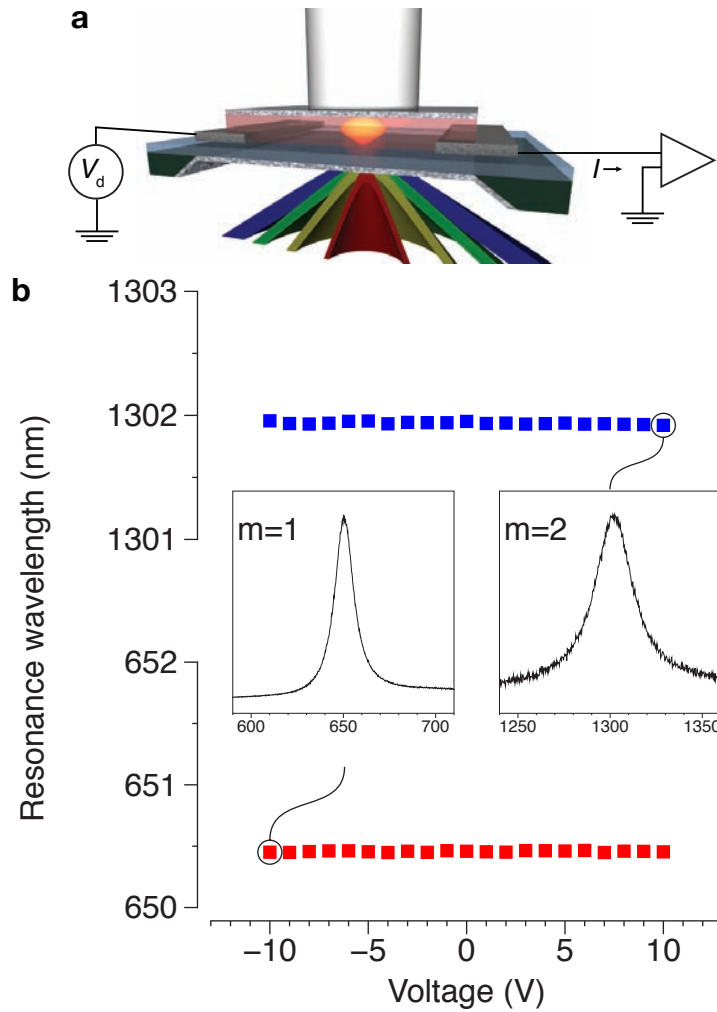 a
V_d
I→
b
Resonance wavelength (nm)
1303
1302
1301
652
651
650
m=1
600 650 700
m=2
1250 1300 1350
−10 −5 0 5 10
Voltage (V)